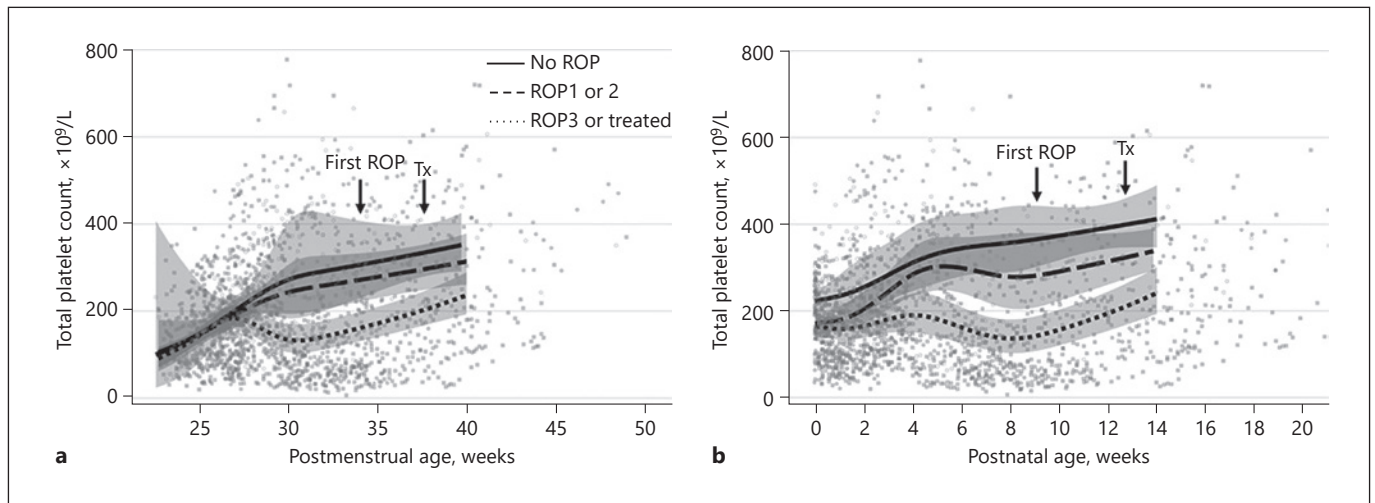 800
600
400
200
0
Total platelet count, ×10⁹/L
No ROP
ROP1 or 2
ROP3 or treated
First ROP
Tx
25 30 35 40 45 50
Postmenstrual age, weeks
a
800
600
400
200
0
Total platelet count, ×10⁹/L
First ROP
Tx
0 2 4 6 8 10 12 14 16 18 20
Postnatal age, weeks
b